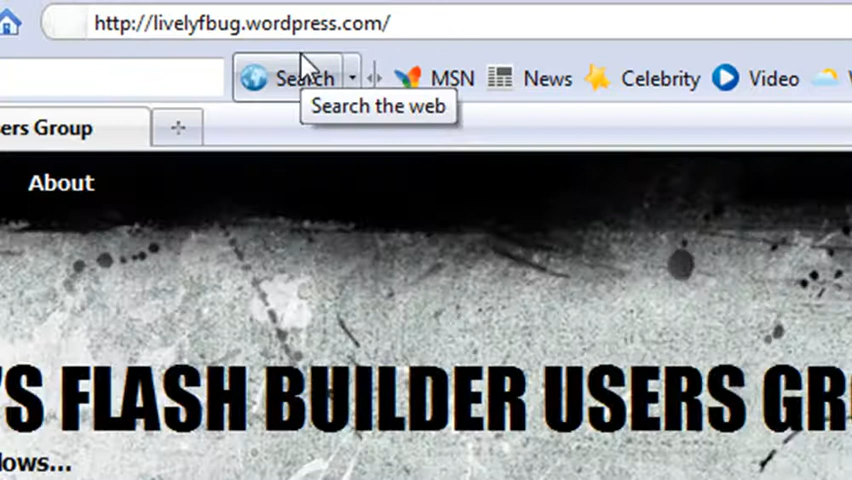 http://livelyfbug.wordpress.com/
Search MSN News Celebrity Video
Search the web
ers Group
About
'S FLASH BUILDER USERS GR
lows...